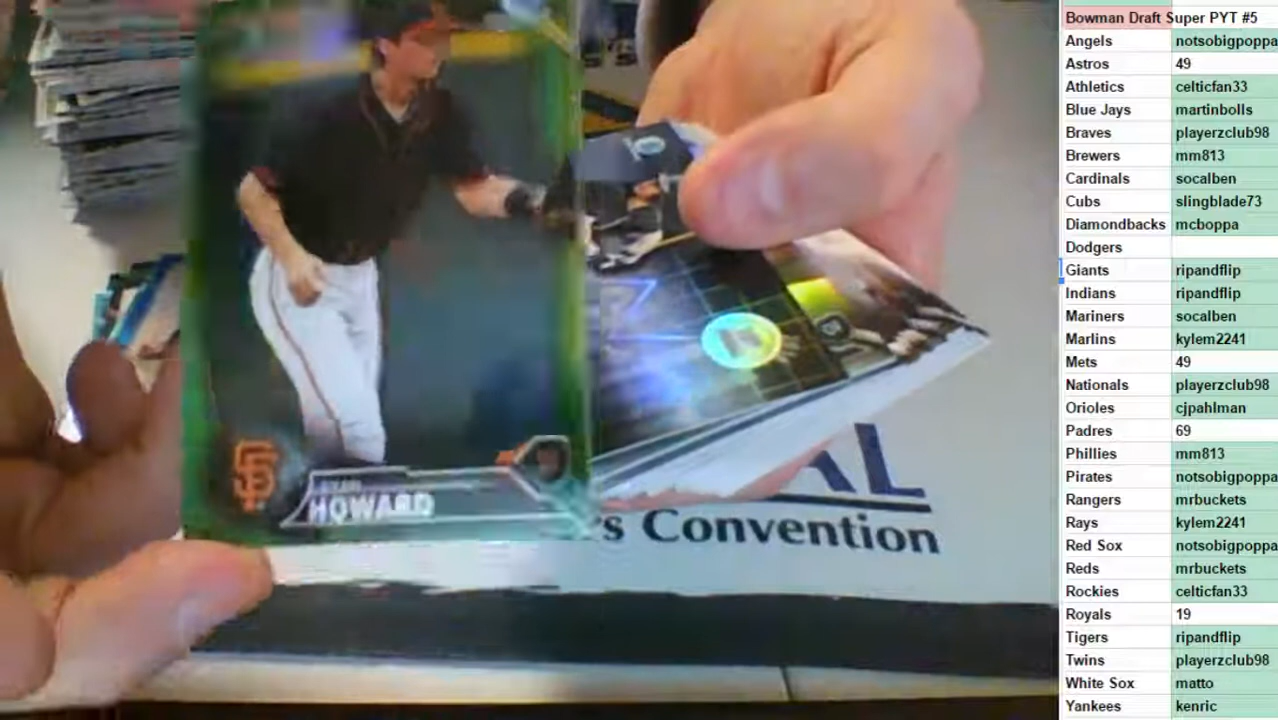 SF
HOWARD
AL
s Convention
Bowman Draft Super PYT #5
Angels notsobigpoppa
Astros 49
Athletics celticfan33
Blue Jays martinbolls
Braves playerzclub98
Brewers mm813
Cardinals socalben
Cubs slingblade73
Diamondbacks mcboppa
Dodgers
Giants ripandflip
Indians ripandflip
Mariners socalben
Marlins kylem2241
Mets 49
Nationals playerzclub98
Orioles cjpahlman
Padres 69
Phillies mm813
Pirates notsobigpoppa
Rangers mrbuckets
Rays kylem2241
Red Sox notsobigpoppa
Reds mrbuckets
Rockies celticfan33
Royals 19
Tigers ripandflip
Twins playerzclub98
White Sox matto
Yankees kenric